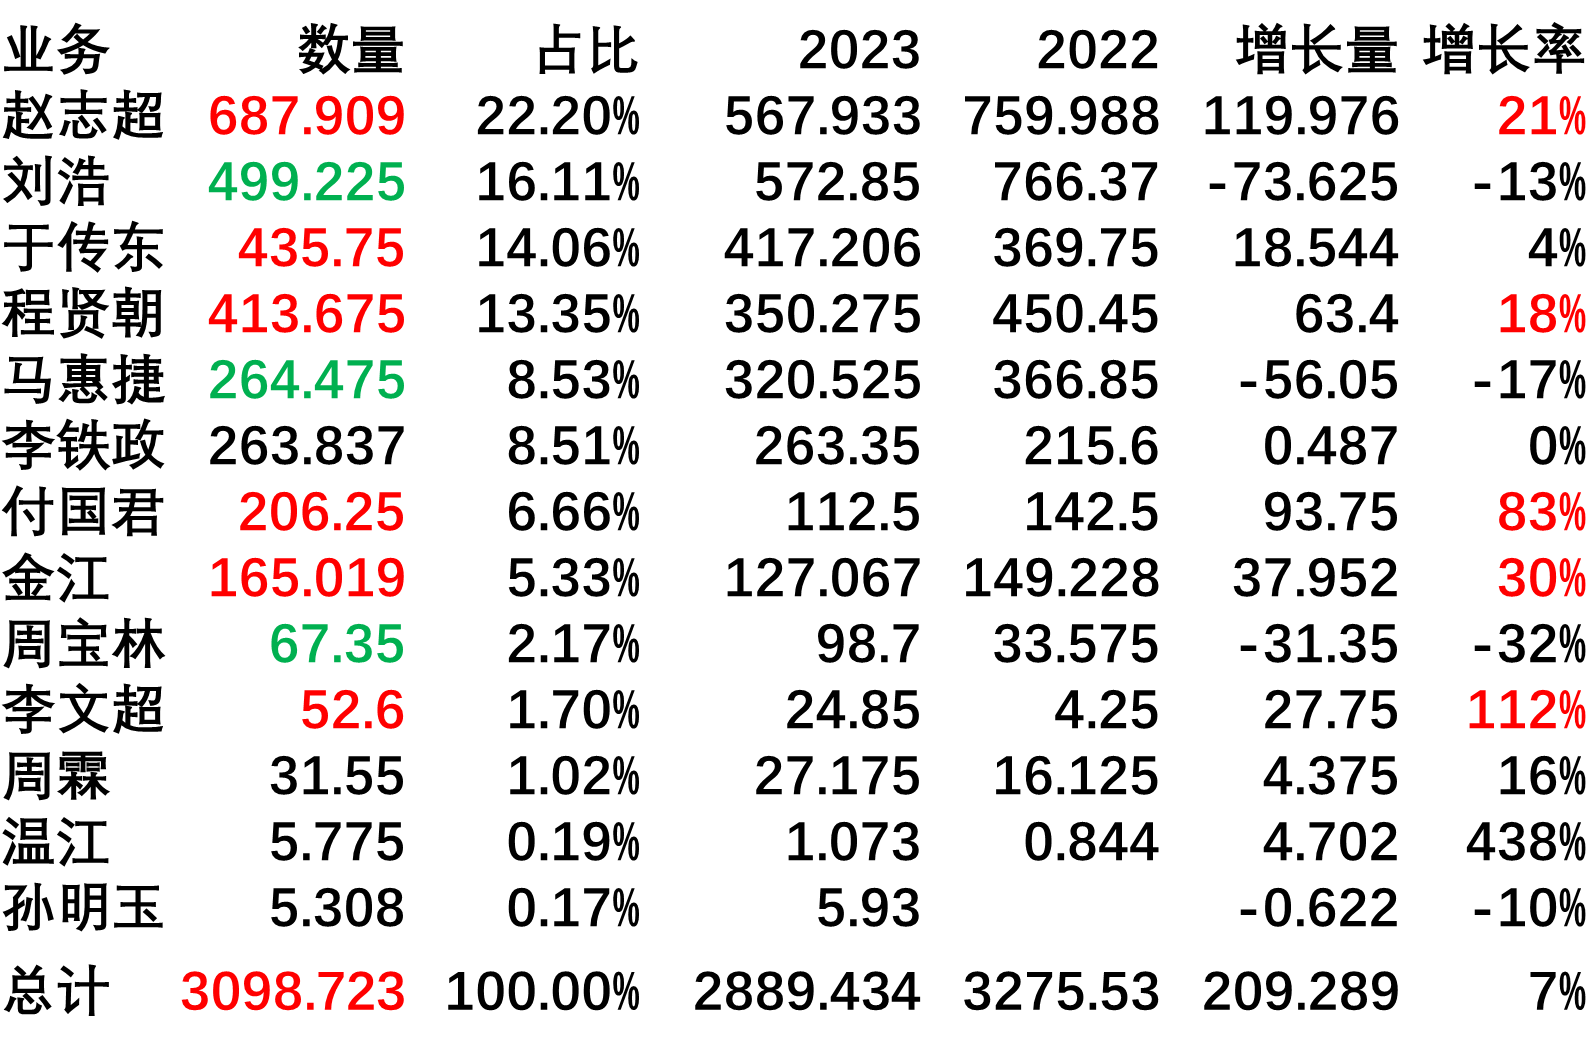 业务 数量 占比 2023 2022 增长量 增长率
赵志超 687.909 22.20% 567.933 759.988 119.976 21%
刘浩 499.225 16.11% 572.85 766.37 -73.625 -13%
于传东 435.75 14.06% 417.206 369.75 18.544 4%
程贤朝 413.675 13.35% 350.275 450.45 63.4 18%
马惠捷 264.475 8.53% 320.525 366.85 -56.05 -17%
李铁政 263.837 8.51% 263.35 215.6 0.487 0%
付国君 206.25 6.66% 112.5 142.5 93.75 83%
金江 165.019 5.33% 127.067 149.228 37.952 30%
周宝林 67.35 2.17% 98.7 33.575 -31.35 -32%
李文超 52.6 1.70% 24.85 4.25 27.75 112%
周霖 31.55 1.02% 27.175 16.125 4.375 16%
温江 5.775 0.19% 1.073 0.844 4.702 438%
孙明玉 5.308 0.17% 5.93 -0.622 -10%
总计 3098.723 100.00% 2889.434 3275.53 209.289 7%